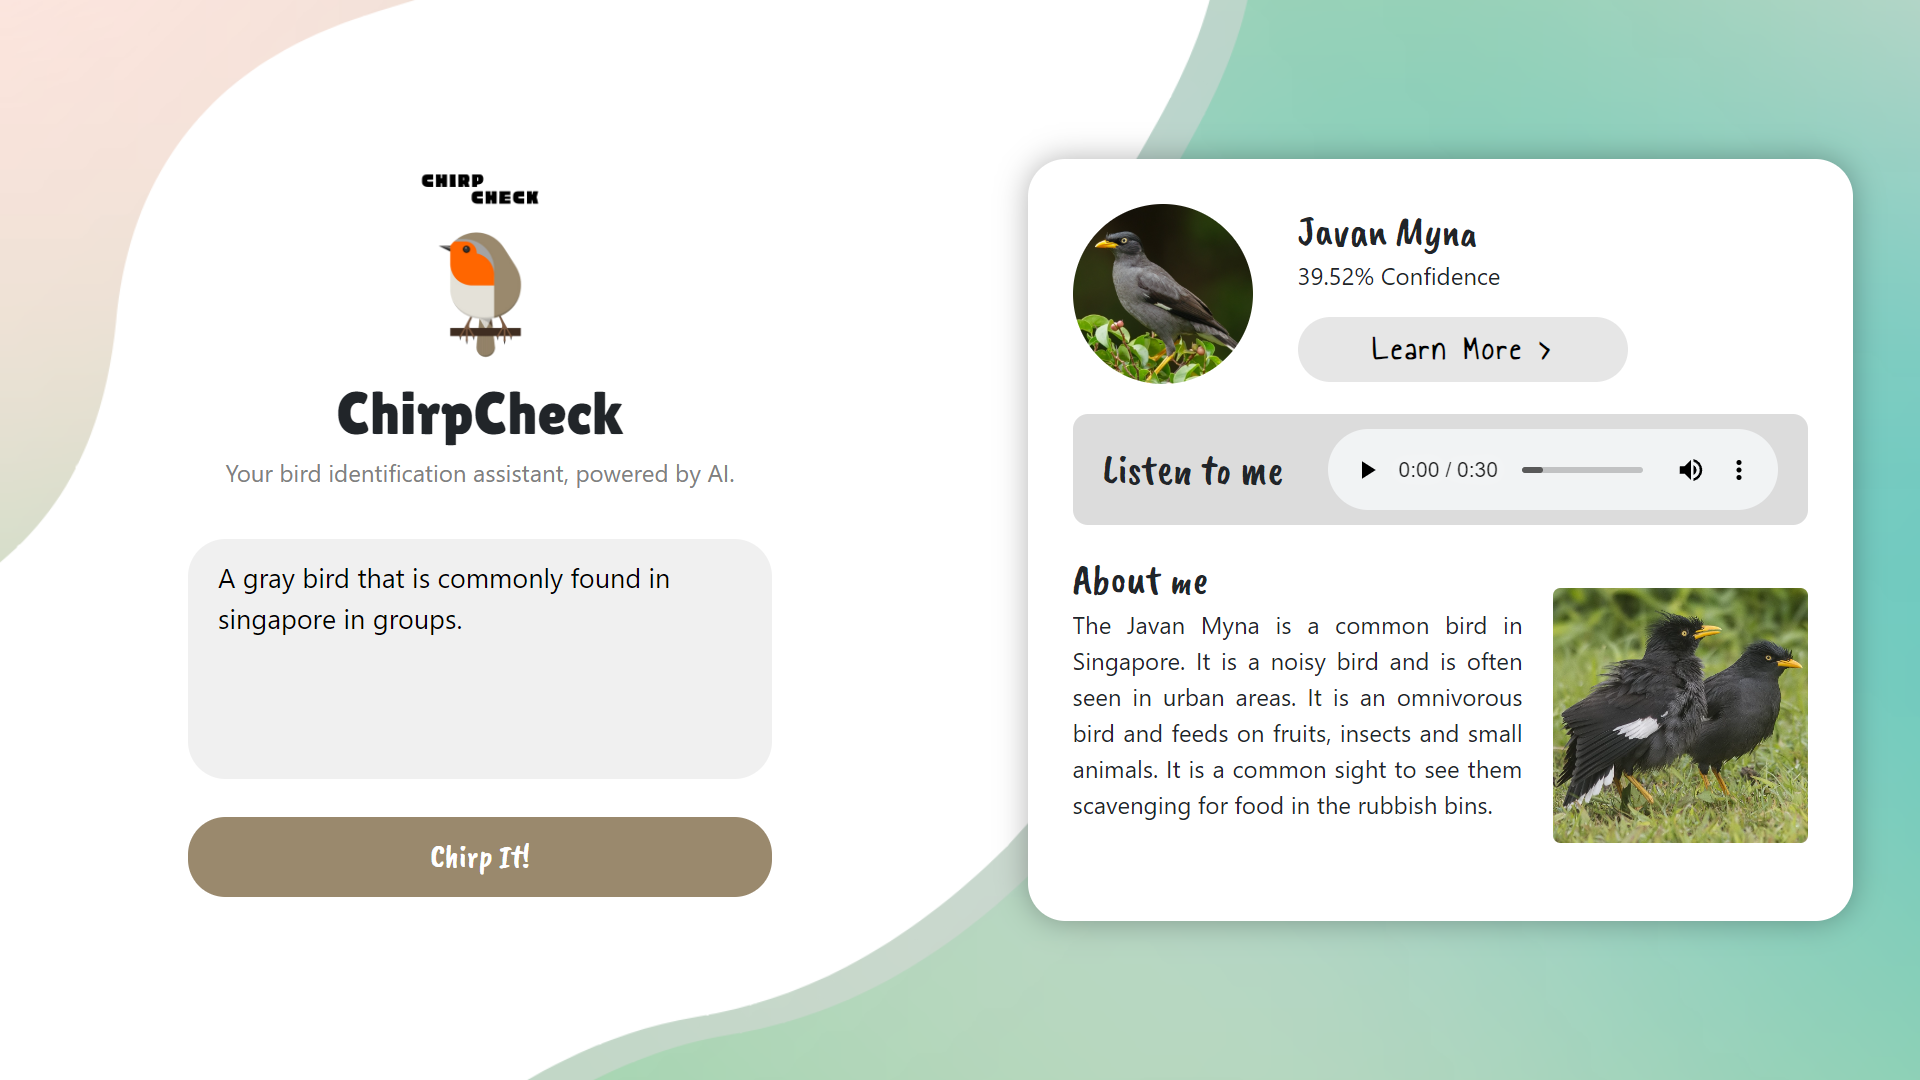 CHIRP
CHECK
ChirpCheck
Your bird identification assistant, powered by AI.
A gray bird that is commonly found in
singapore in groups.
Chirp It!
Javan Myna
39.52% Confidence
Learn More >
Listen to me
0:00 / 0:30
About me
The Javan Myna is a common bird in
Singapore. It is a noisy bird and is often
seen in urban areas. It is an omnivorous
bird and feeds on fruits, insects and small
animals. It is a common sight to see them
scavenging for food in the rubbish bins.